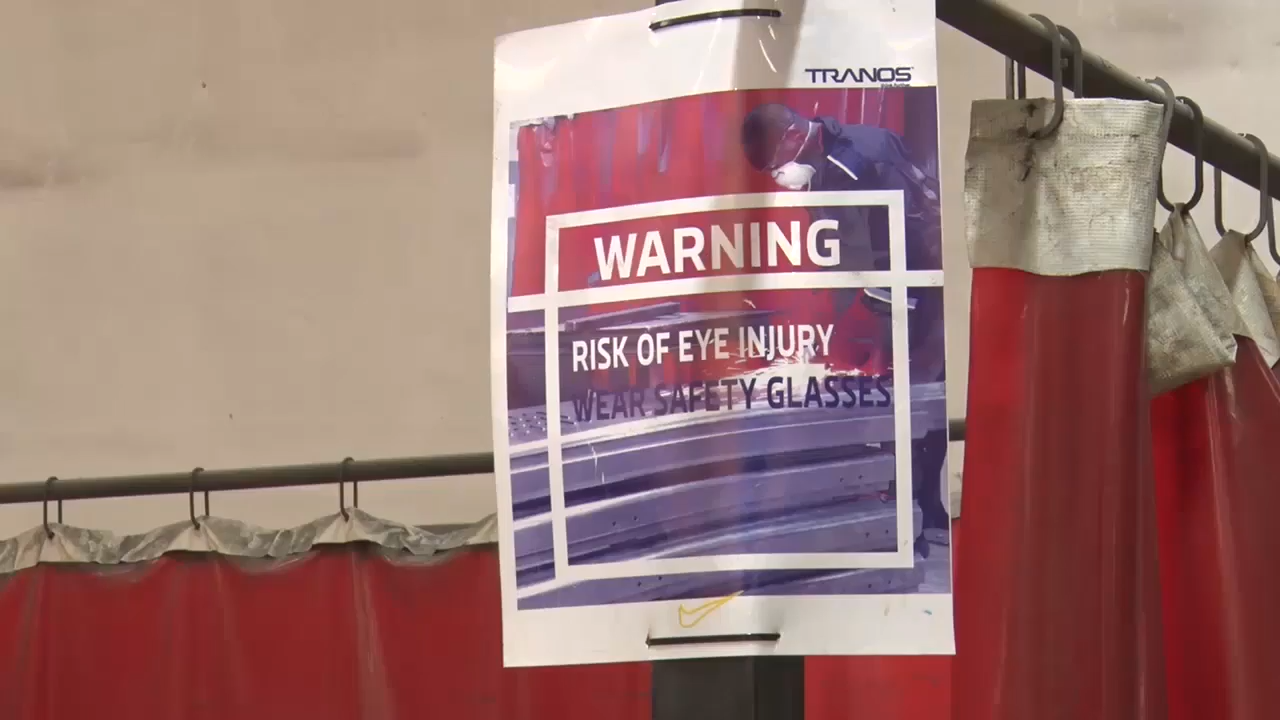 TRANOS
WARNING
RISK OF EYE INJURY
WEAR SAFETY GLASSES